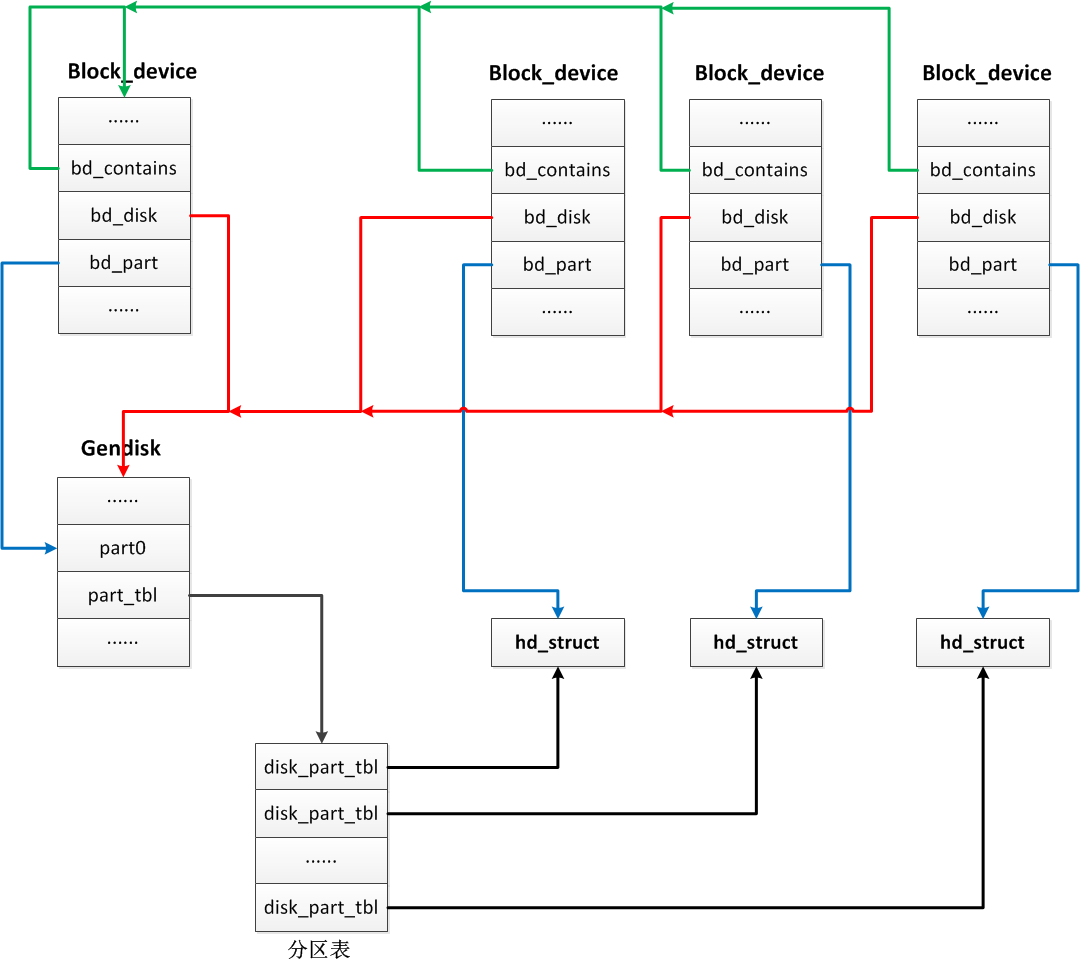 Block_device
······
bd_contains
bd_disk
bd_part
······
Block_device
······
bd_contains
bd_disk
bd_part
······
Block_device
······
bd_contains
bd_disk
bd_part
······
Block_device
······
bd_contains
bd_disk
bd_part
······
Gendisk
······
part0
part_tbl
······
hd_struct
hd_struct
hd_struct
disk_part_tbl
disk_part_tbl
······
disk_part_tbl
分区表